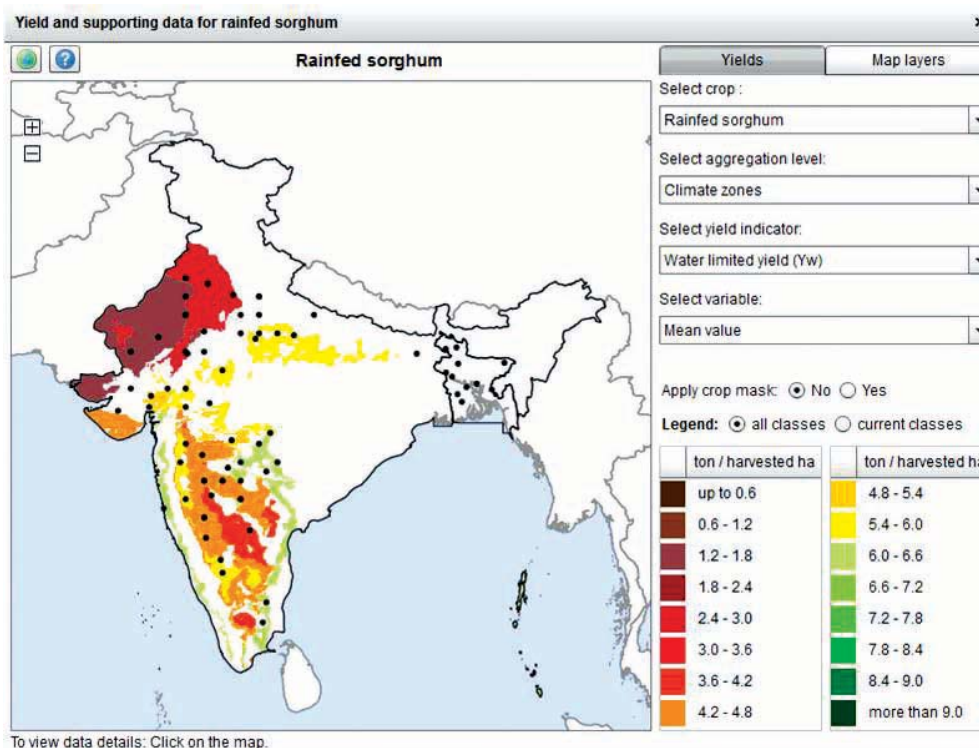 Yield and supporting data for rainfed sorghum
Rainfed sorghum
Yields
Map layers
Select crop :
Rainfed sorghum
Select aggregation level:
Climate zones
Select yield indicator:
Water limited yield (Yw)
Select variable:
Mean value
Apply crop mask: No Yes
Legend: all classes current classes
ton / harvested ha
up to 0.6
0.6 - 1.2
1.2 - 1.8
1.8 - 2.4
2.4 - 3.0
3.0 - 3.6
3.6 - 4.2
4.2 - 4.8
ton / harvested ha
4.8 - 5.4
5.4 - 6.0
6.0 - 6.6
6.6 - 7.2
7.2 - 7.8
7.8 - 8.4
8.4 - 9.0
more than 9.0
To view data details: Click on the map.